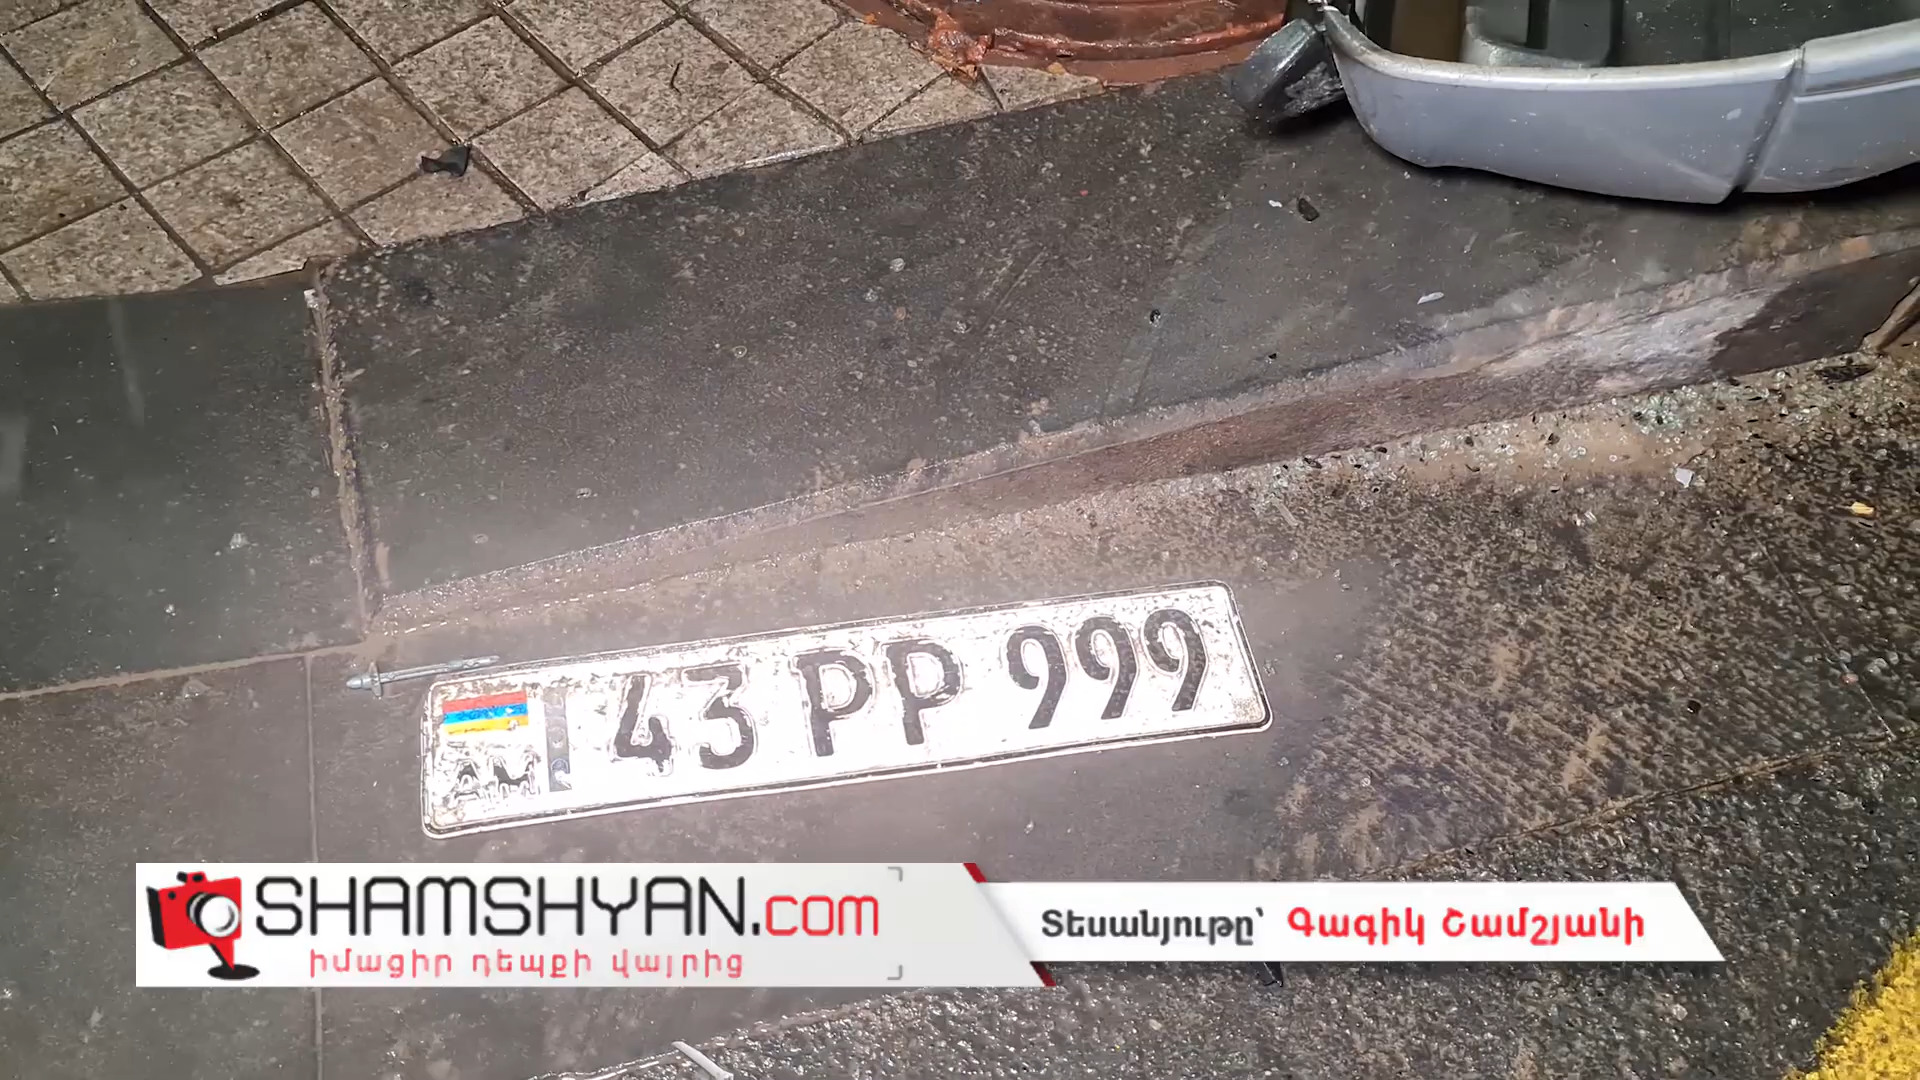 43 PP 999
AM
SHAMSHYAN.com
իմացիր դեպքի վայրից
Տեսանյութը՝ Գագիկ Շամշյանի